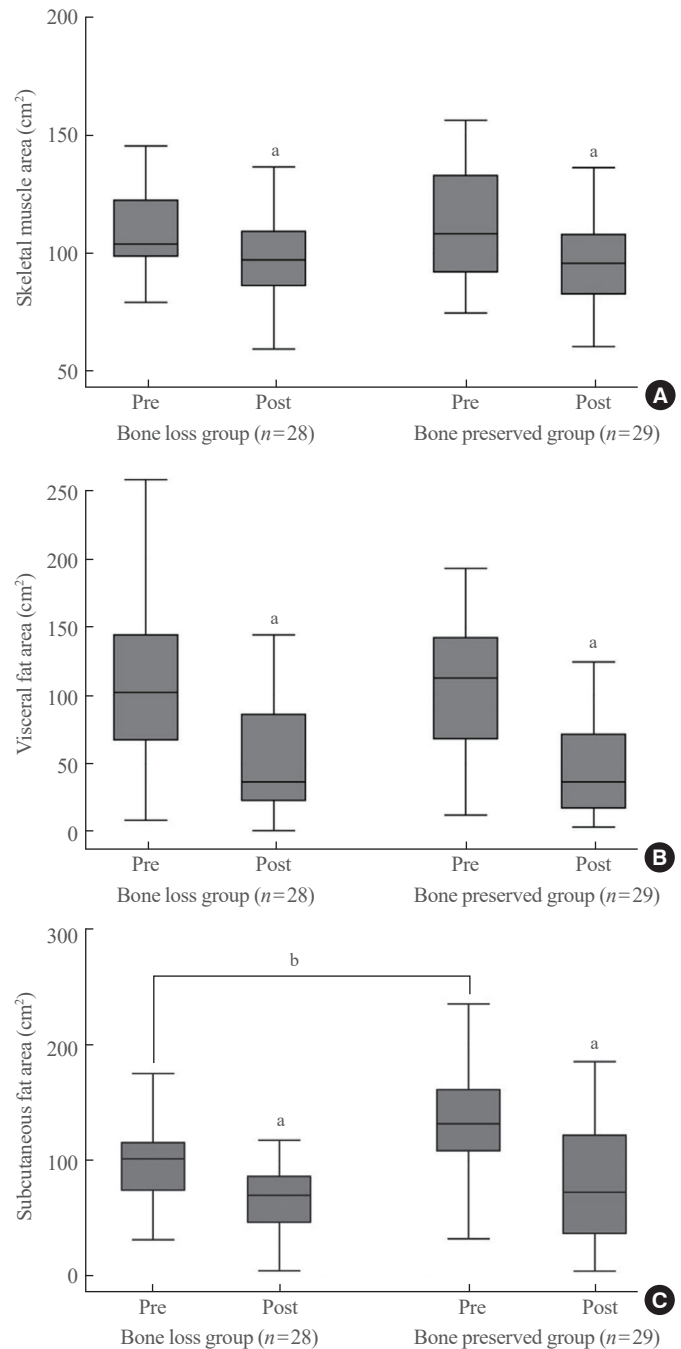 200
150
100
50
Skeletal muscle area (cm²)
a
a
Pre
Post
Pre
Post
Bone loss group (n=28)
Bone preserved group (n=29)
A
250
200
150
100
50
0
Visceral fat area (cm²)
a
a
Pre
Post
Pre
Post
Bone loss group (n=28)
Bone preserved group (n=29)
B
300
200
100
0
Subcutaneous fat area (cm²)
b
a
a
Pre
Post
Pre
Post
Bone loss group (n=28)
Bone preserved group (n=29)
C